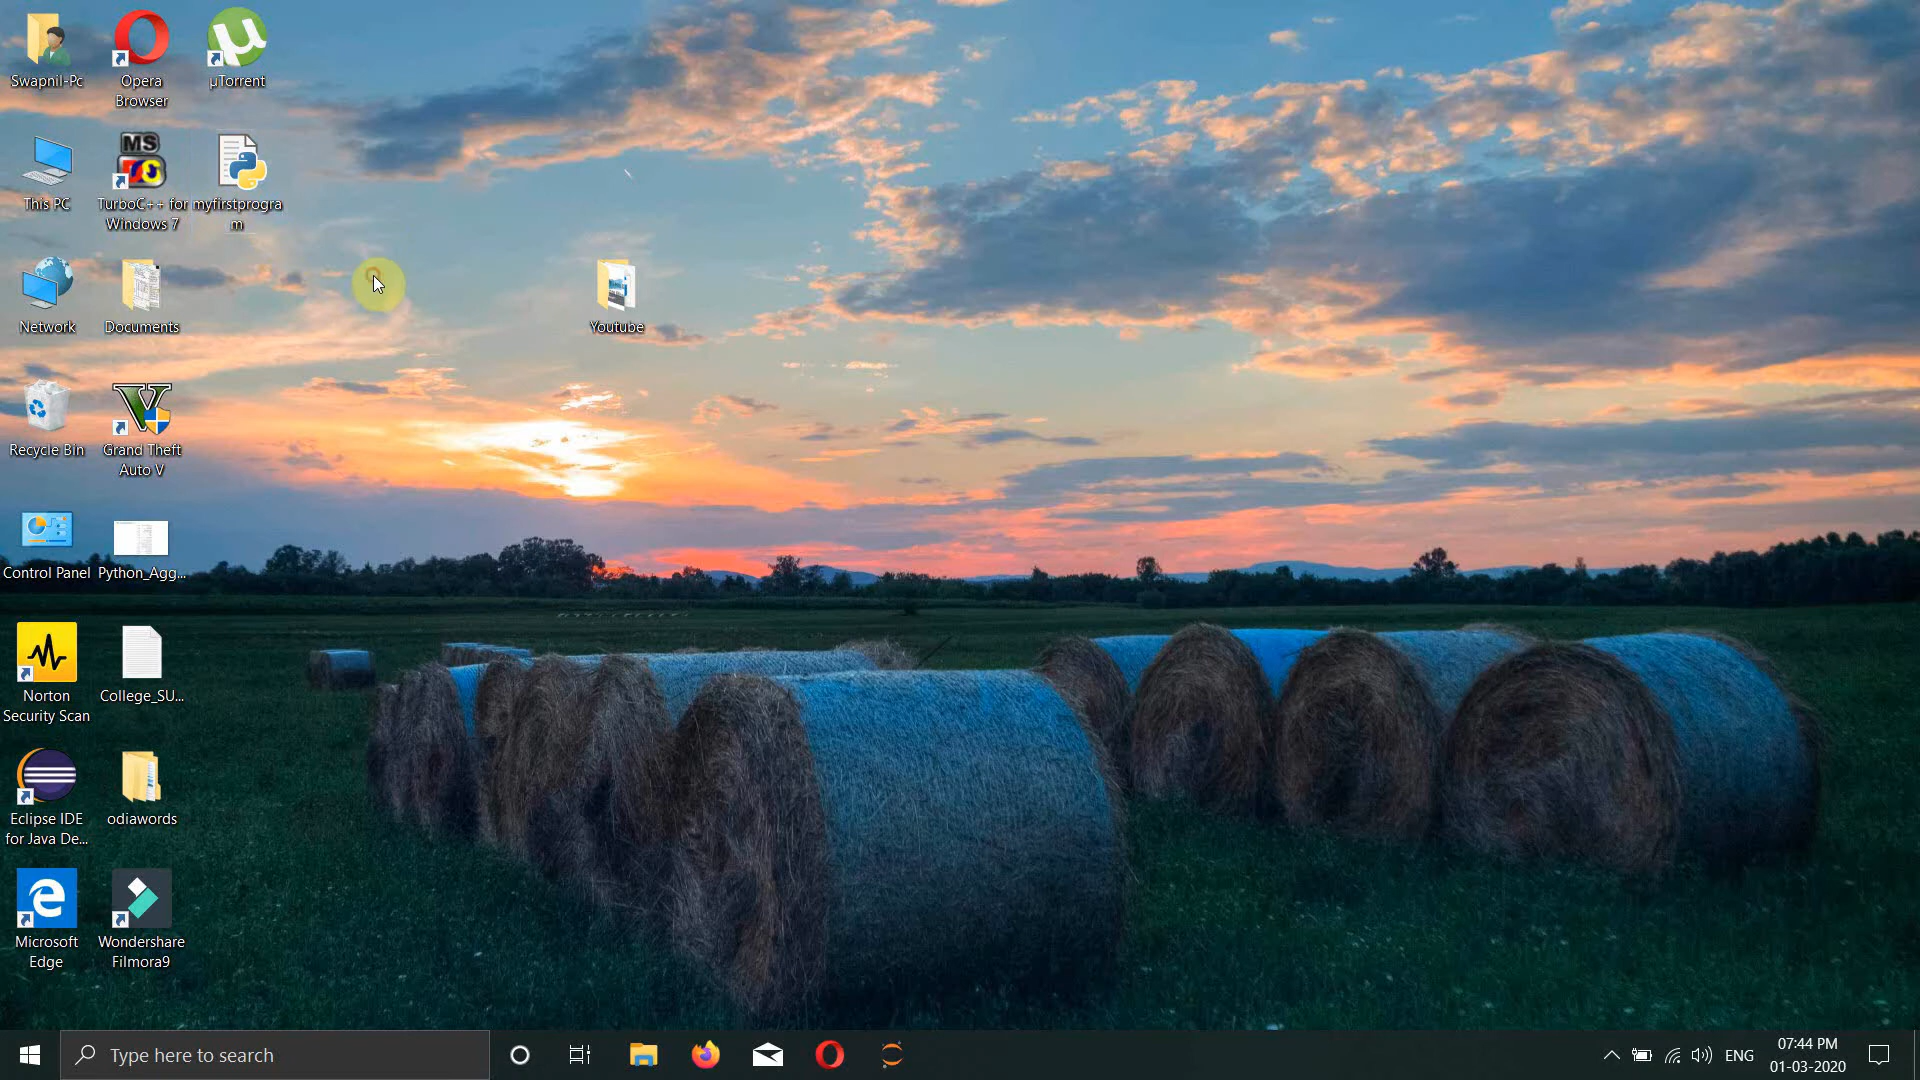 Swapnil-Pc
Opera
Browser
µTorrent
This PC
MS
TurboC++ for
Windows 7
myfirstprogra
m
Network
Documents
Youtube
Recycle Bin
Grand Theft
Auto V
Control Panel
Python_Agg...
Norton
Security Scan
College_SU...
Eclipse IDE
for Java De...
odiawords
Microsoft
Edge
Wondershare
Filmora9
Type here to search
ENG
07:44 PM
01-03-2020